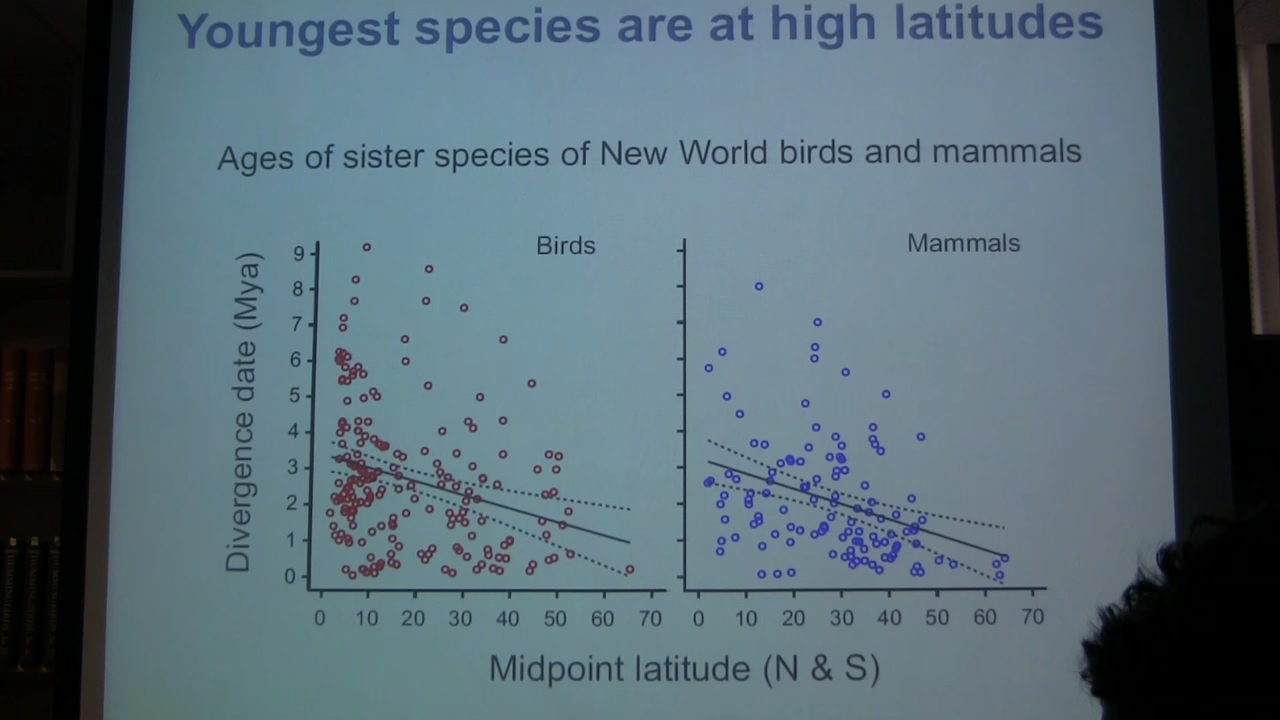 Youngest species are at high latitudes
Ages of sister species of New World birds and mammals
Birds
Mammals
Divergence date (Mya)
9
8
7
6
5
4
3
2
1
0
0 10 20 30 40 50 60 70
0 10 20 30 40 50 60 70
Midpoint latitude (N & S)